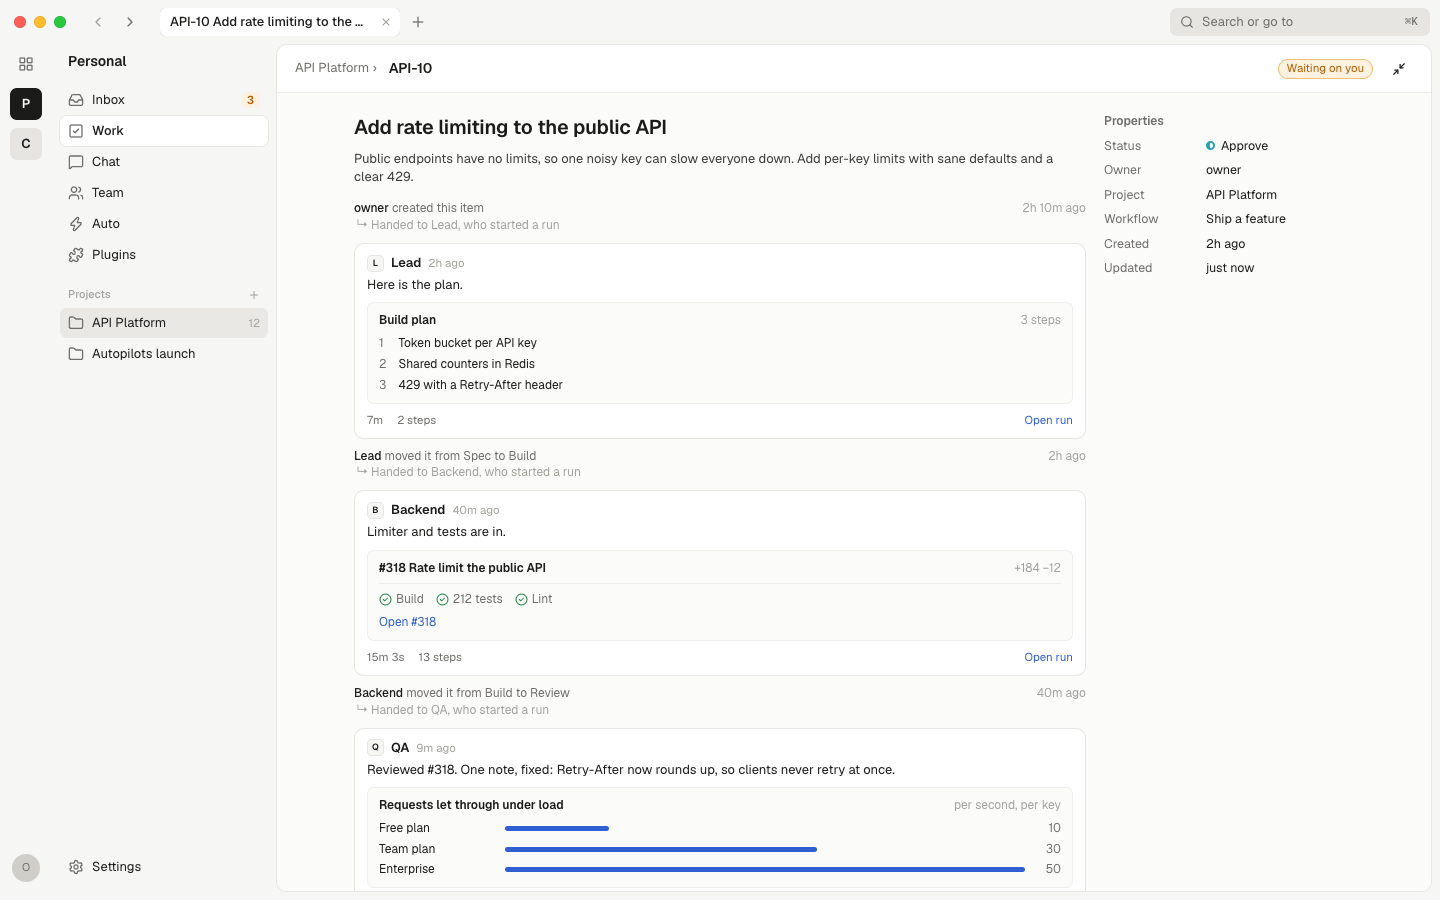 API-10 Add rate limiting to the ...
Search or go to
⌘K
P
C
Personal
Inbox 3
Work
Chat
Team
Auto
Plugins
Projects
API Platform 12
Autopilots launch
O
Settings
API Platform › API-10
Waiting on you
Add rate limiting to the public API
Public endpoints have no limits, so one noisy key can slow everyone down. Add per-key limits with sane defaults and a
clear 429.
owner created this item 2h 10m ago
Handed to Lead, who started a run
L Lead 2h ago
Here is the plan.
Build plan 3 steps
1 Token bucket per API key
2 Shared counters in Redis
3 429 with a Retry-After header
7m 2 steps Open run
Lead moved it from Spec to Build 2h ago
Handed to Backend, who started a run
B Backend 40m ago
Limiter and tests are in.
#318 Rate limit the public API +184 −12
Build 212 tests Lint
Open #318
15m 3s 13 steps Open run
Backend moved it from Build to Review 40m ago
Handed to QA, who started a run
Q QA 9m ago
Reviewed #318. One note, fixed: Retry-After now rounds up, so clients never retry at once.
Requests let through under load per second, per key
Free plan 10
Team plan 30
Enterprise 50
Properties
Status Approve
Owner owner
Project API Platform
Workflow Ship a feature
Created 2h ago
Updated just now